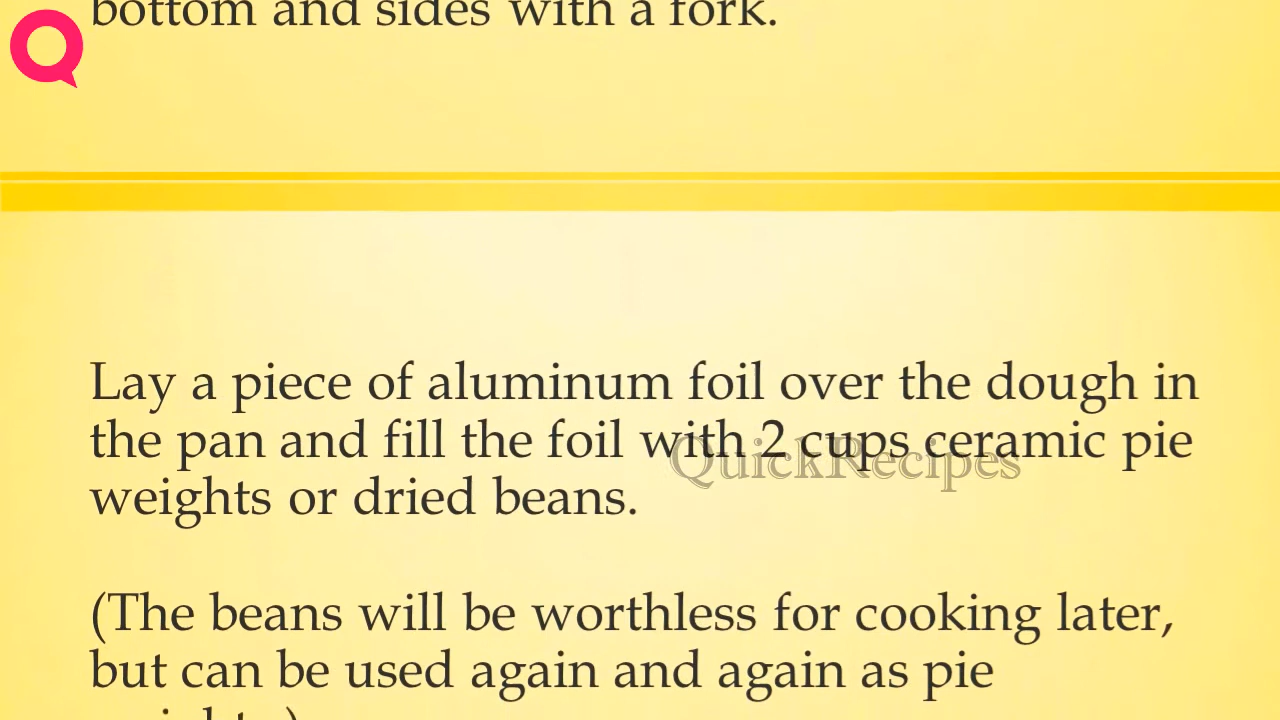 bottom and sides with a fork.
Lay a piece of aluminum foil over the dough in
the pan and fill the foil with 2 cups ceramic pie
QuickRecipes
weights or dried beans.
(The beans will be worthless for cooking later,
but can be used again and again as pie